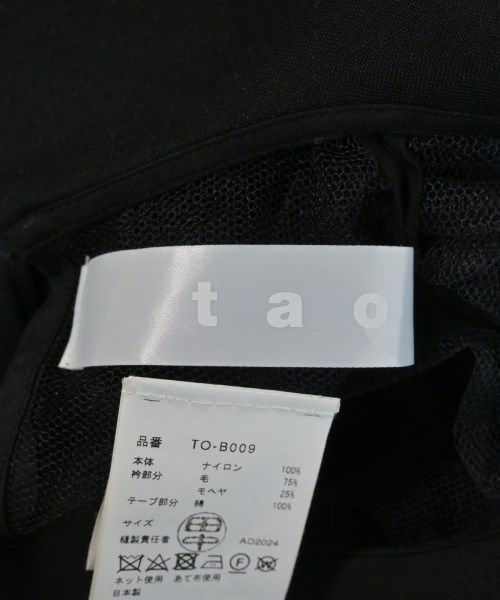 tao
品番 TO-B009
本体 ナイロン 100%
衿部分 毛 75%
モヘヤ 25%
テープ部分 綿 100%
サイズ
縫製責任者 AD2024
ネット使用 あて布使用
日本製